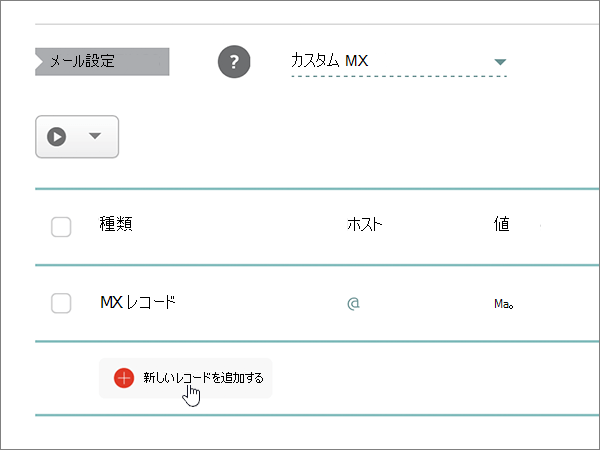 メール設定
?
カスタム MX
種類 ホスト 値
MX レコード @ Ma。
新しいレコードを追加する